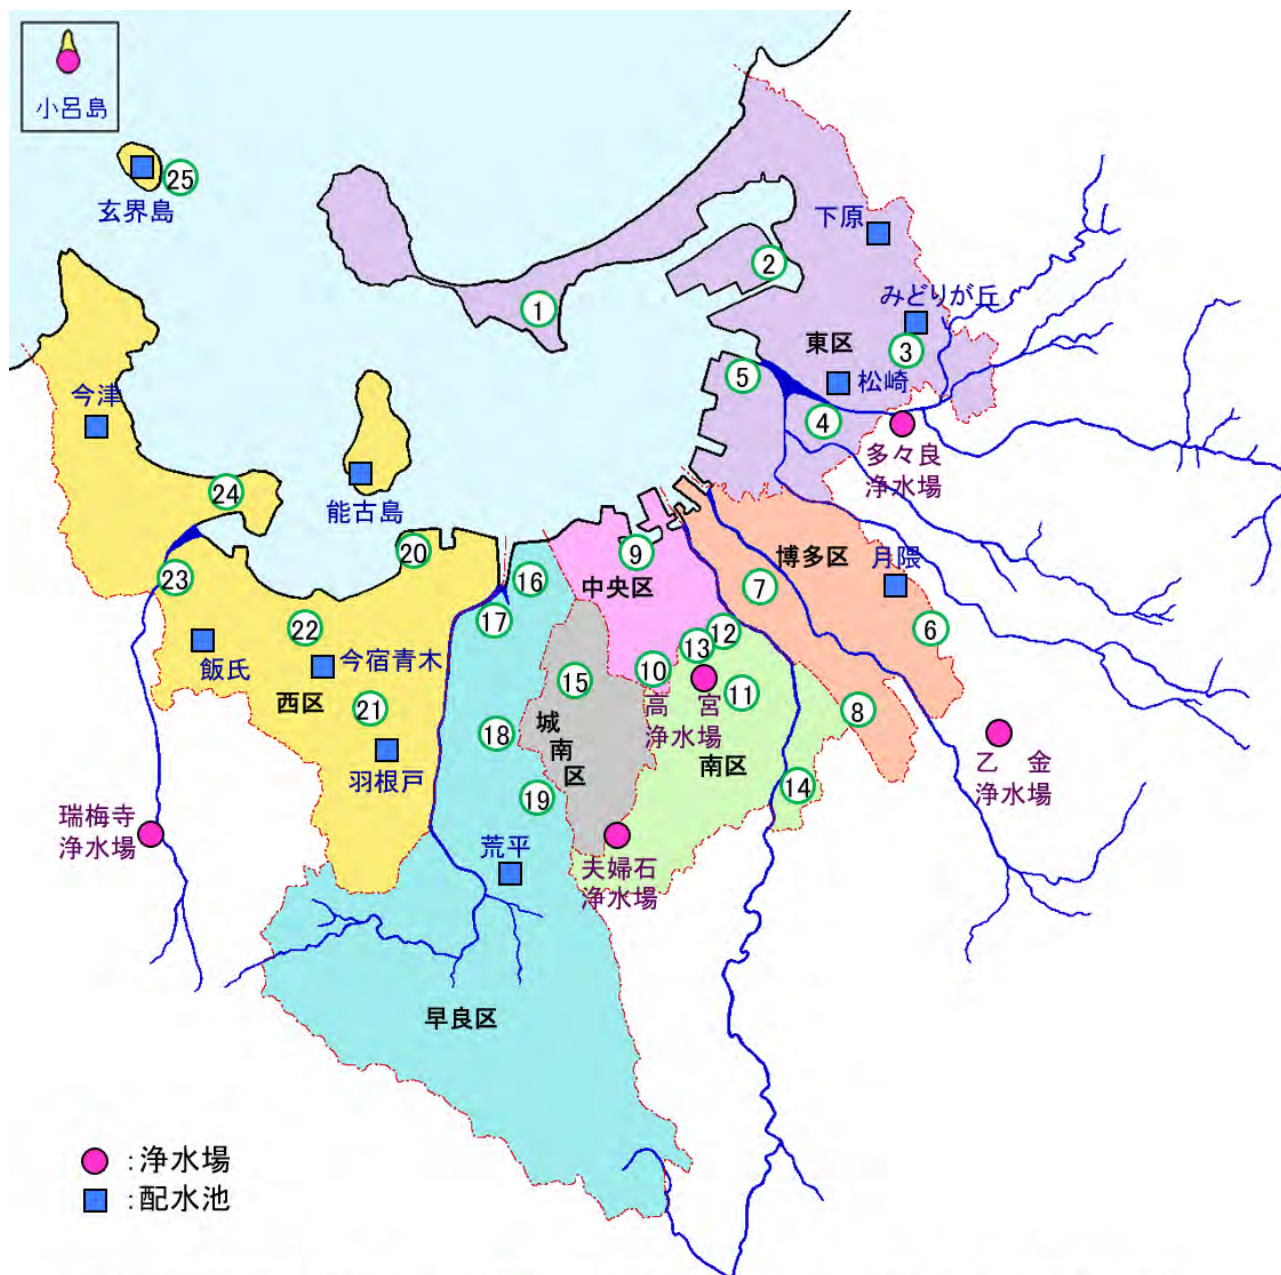 小呂島
25
玄界島
下原
2
1
みどりが丘
東区
3
5
松崎
今津
4
多々良
浄水場
24
能古島
20
9
博多区
月隈
23
16
中央区
7
17
22
12
6
飯氏
今宿青木
13
10
15
高 宮
浄水場
11
西区
21
8
城
南
区
18
南区
羽根戸
乙 金
浄水場
14
19
瑞梅寺
浄水場
荒平
夫婦石
浄水場
早良区
:浄水場
:配水池